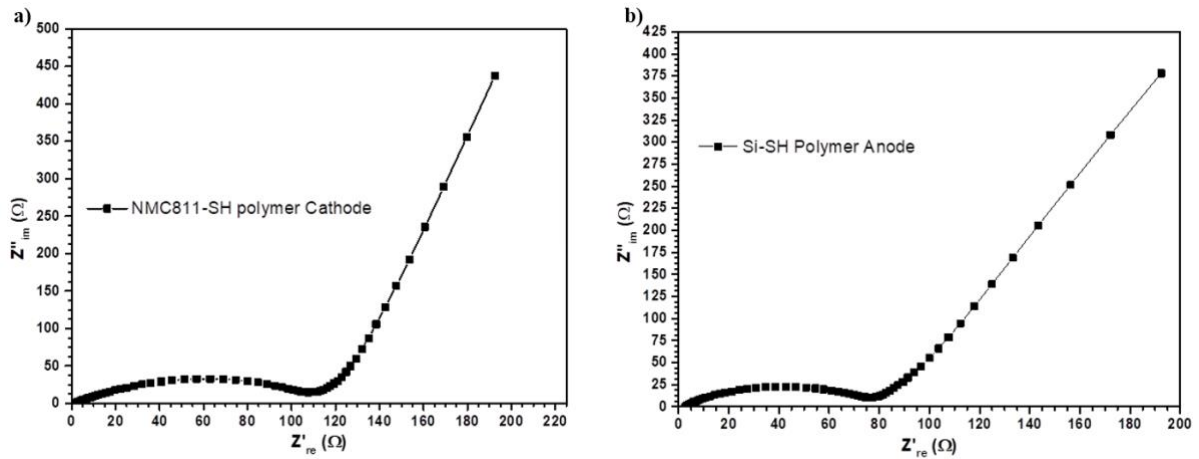 a)
500
450
400
350
300
250
200
150
100
50
0
Z''im (Ω)
NMC811-SH polymer Cathode
0 20 40 60 80 100 120 140 160 180 200 220
Z're (Ω)
b)
425
400
375
350
325
300
275
250
225
200
175
150
125
100
75
50
25
0
Z''im (Ω)
Si-SH Polymer Anode
0 20 40 60 80 100 120 140 160 180 200
Z're (Ω)